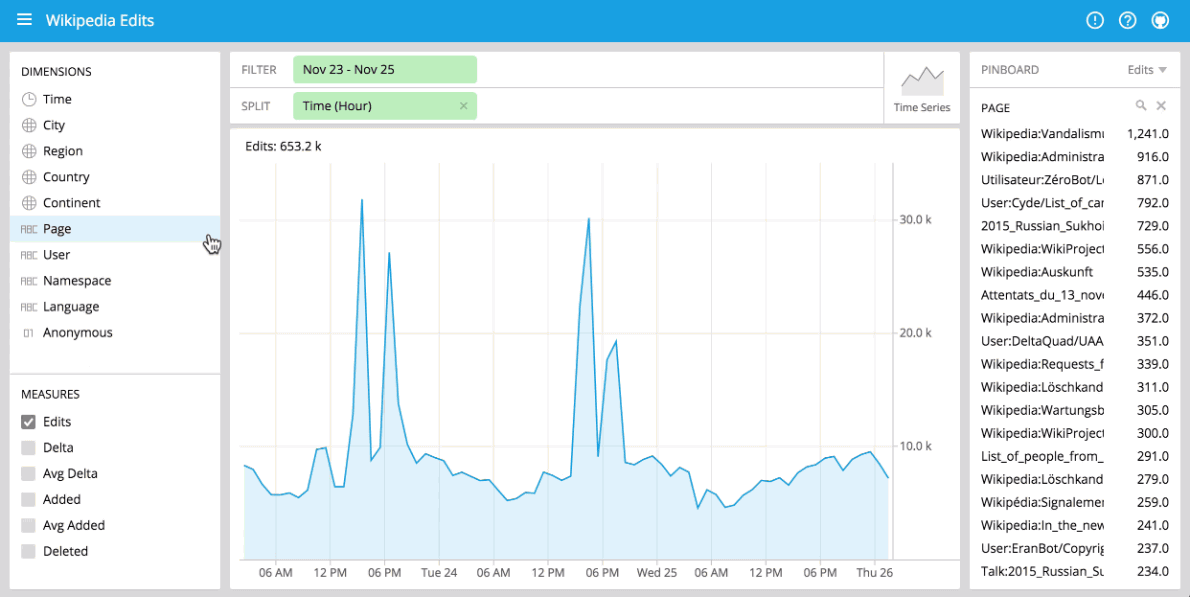 Wikipedia Edits
DIMENSIONS
Time
City
Region
Country
Continent
ABC Page
ABC User
ABC Namespace
ABC Language
01 Anonymous
MEASURES
Edits
Delta
Avg Delta
Added
Avg Added
Deleted
FILTER Nov 23 - Nov 25
SPLIT Time (Hour) ×
Time Series
Edits: 653.2 k
30.0 k
20.0 k
10.0 k
06 AM 12 PM 06 PM Tue 24 06 AM 12 PM 06 PM Wed 25 06 AM 12 PM 06 PM Thu 26
PINBOARD Edits
PAGE
Wikipedia:Vandalismu 1,241.0
Wikipedia:Administra 916.0
Utilisateur:ZéroBot/Le 871.0
User:Cyde/List_of_can 792.0
2015_Russian_Sukhoi 729.0
Wikipedia:WikiProject 556.0
Wikipedia:Auskunft 535.0
Attentats_du_13_nove 446.0
Wikipedia:Administra 372.0
User:DeltaQuad/UAA 351.0
Wikipedia:Requests_f 339.0
Wikipedia:Löschkand 311.0
Wikipedia:Wartungsb 305.0
Wikipedia:WikiProject 300.0
List_of_people_from_ 291.0
Wikipedia:Löschkand 279.0
Wikipédia:Signalemer 259.0
Wikipedia:In_the_new 241.0
User:EranBot/Copyrig 237.0
Talk:2015_Russian_Su 234.0